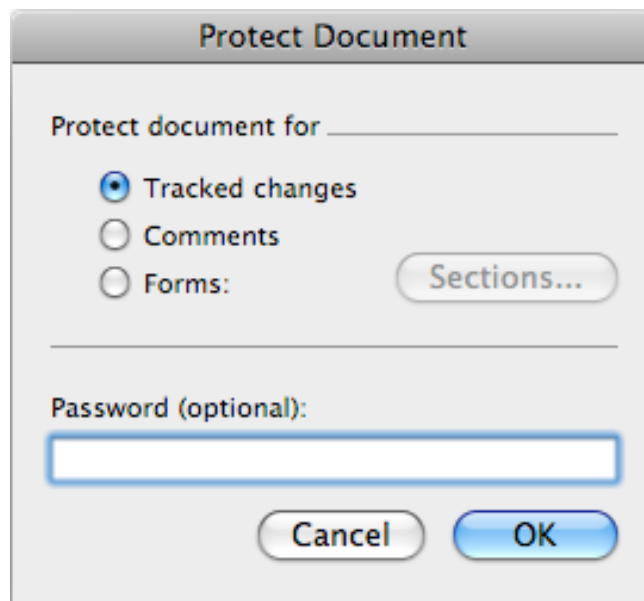 Protect Document
Protect document for
Tracked changes
Comments
Forms:
Sections...
Password (optional):
Cancel
OK